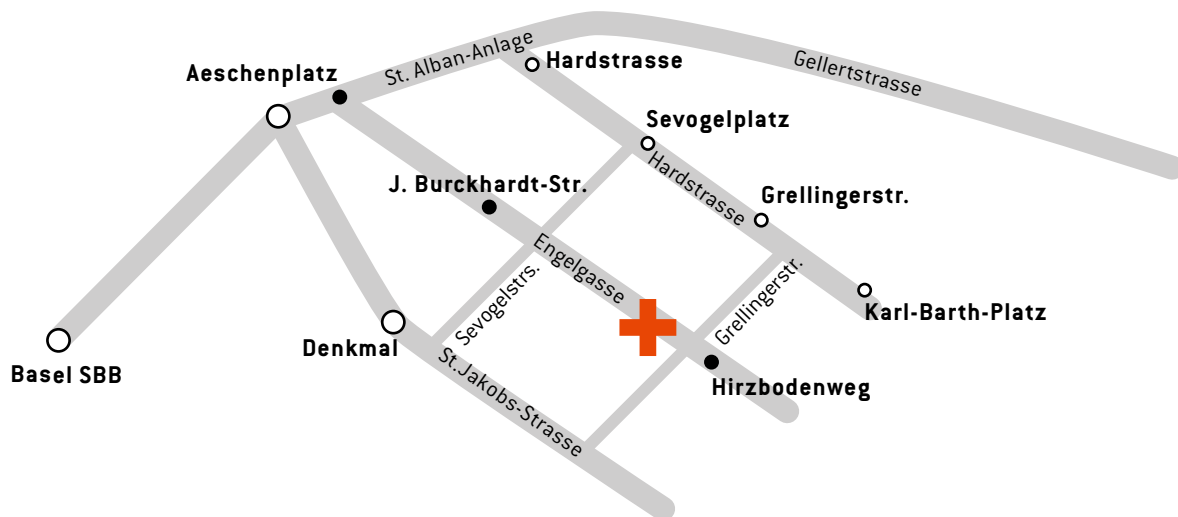 St. Alban-Anlage
Hardstrasse
Gellertstrasse
Aeschenplatz
Sevogelplatz
Hardstrasse
J. Burckhardt-Str.
Grellingerstr.
Engelgasse
Sevogelstrs.
Grellingerstr.
Karl-Barth-Platz
Denkmal
St.Jakobs-Strasse
Basel SBB
Hirzbodenweg